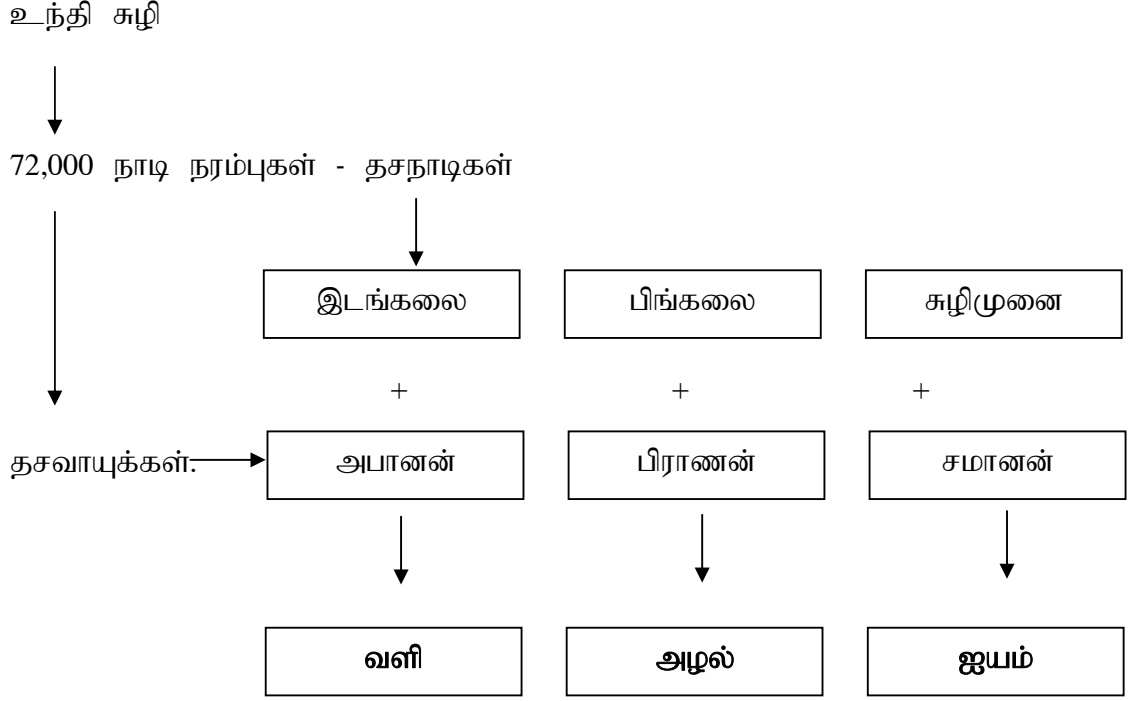 உந்தி சுழி
72,000 நாடி நரம்புகள் - தசநாடிகள்
இடங்கலை பிங்கலை சுழிமுனை
+ + +
தசவாயுக்கள். அபானன் பிராணன் சமானன்
வளி அழல் ஐயம்